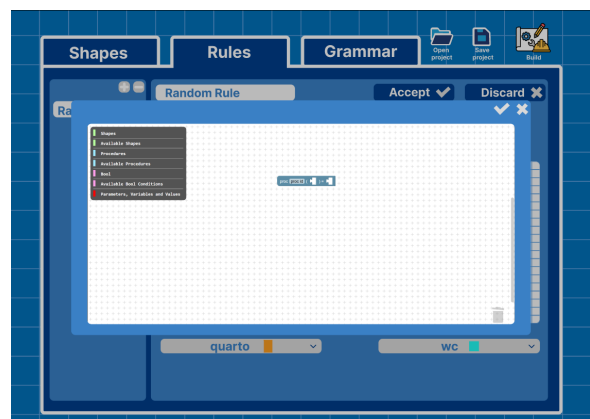 Shapes
Rules
Grammar
Open
project
Save
project
Build
Random Rule
Accept
Discard
Ra
Shapes
Available Shapes
Procedures
Available Procedures
Bool
Available Bool Conditions
Parameters, Variables and Values
quarto
wc